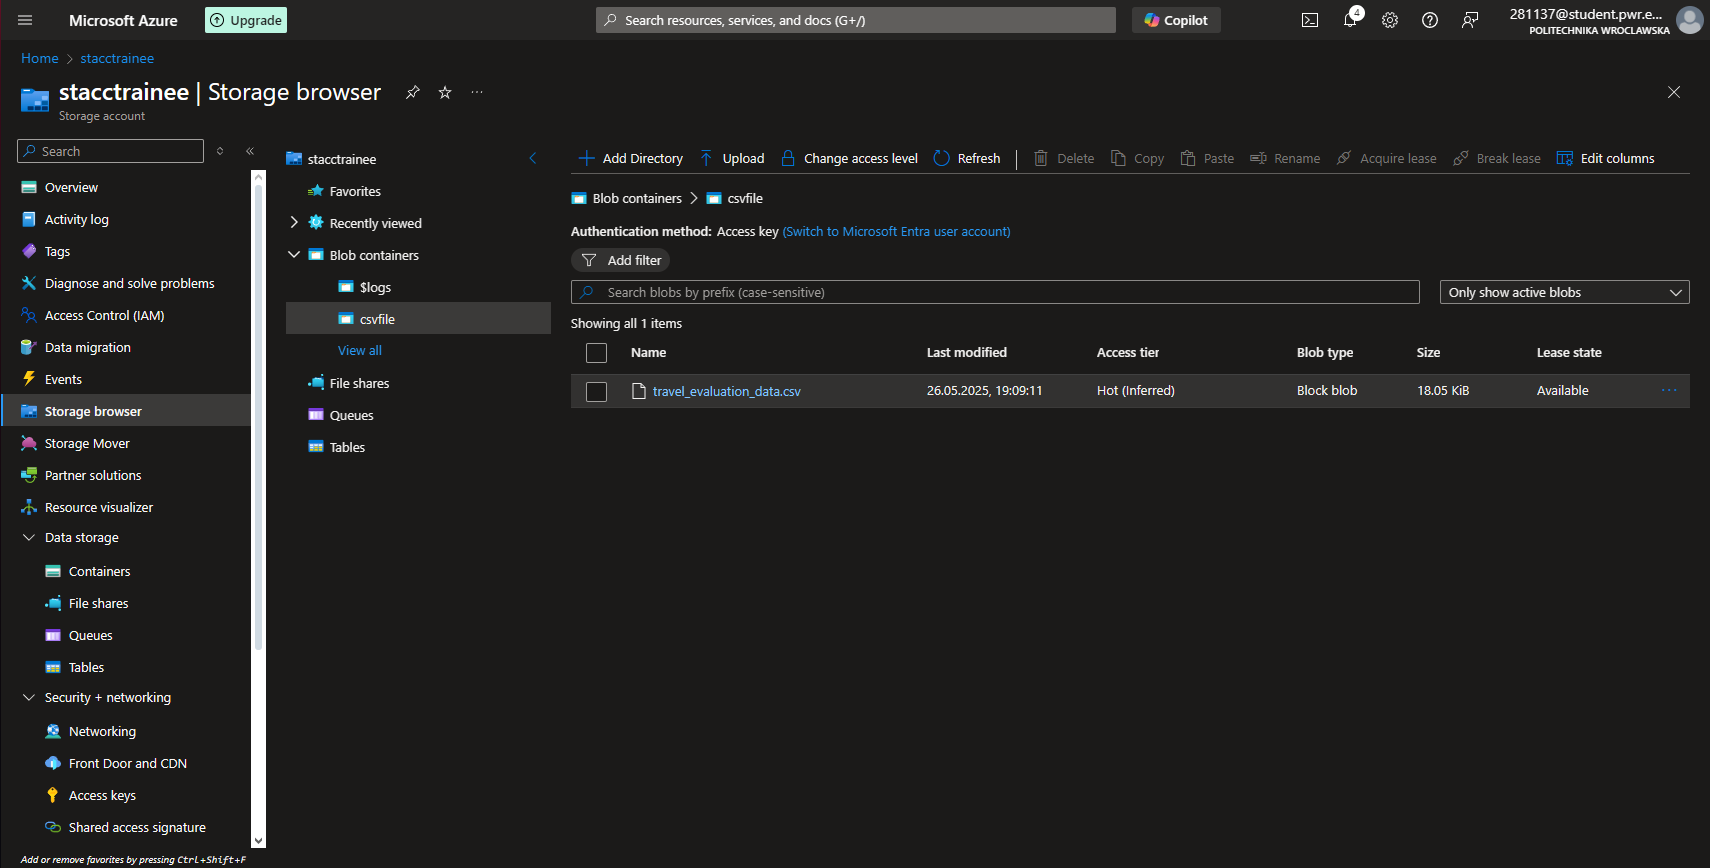 Microsoft Azure
Upgrade
Search resources, services, and docs (G+/)
Copilot
4
281137@student.pwr.e...
POLITECHNIKA WROCLAWSKA
Home > stacctrainee
stacctrainee | Storage browser
Storage account
Search
Overview
Activity log
Tags
Diagnose and solve problems
Access Control (IAM)
Data migration
Events
Storage browser
Storage Mover
Partner solutions
Resource visualizer
Data storage
Containers
File shares
Queues
Tables
Security + networking
Networking
Front Door and CDN
Access keys
Shared access signature
Add or remove favorites by pressing Ctrl+Shift+F
stacctrainee
Favorites
Recently viewed
Blob containers
$logs
csvfile
View all
File shares
Queues
Tables
Add Directory Upload Change access level Refresh Delete Copy Paste Rename Acquire lease Break lease Edit columns
Blob containers > csvfile
Authentication method: Access key (Switch to Microsoft Entra user account)
Add filter
Search blobs by prefix (case-sensitive)
Only show active blobs
Showing all 1 items
Name Last modified Access tier Blob type Size Lease state
travel_evaluation_data.csv 26.05.2025, 19:09:11 Hot (Inferred) Block blob 18.05 KiB Available